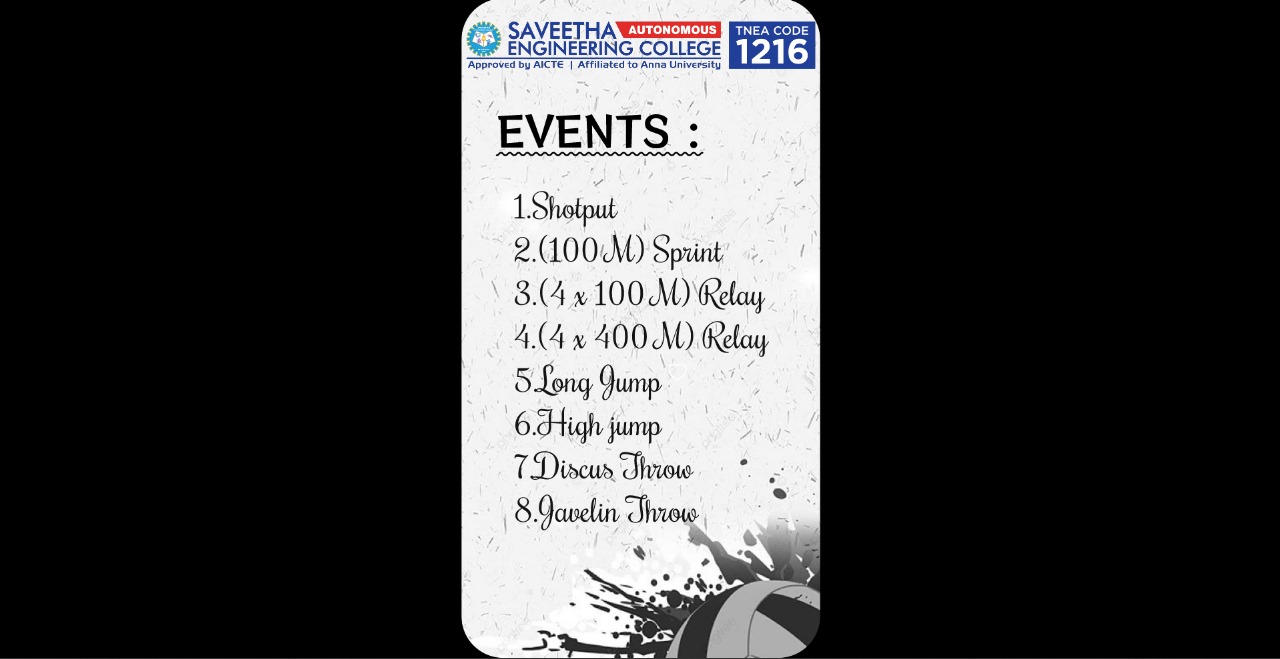 SAVEETHA AUTONOMOUS
ENGINEERING COLLEGE
Approved by AICTE | Affiliated to Anna University
TNEA CODE
1216
EVENTS :
1.Shotput
2.(100 M) Sprint
3.(4 x 100 M) Relay
4.(4 x 400 M) Relay
5.Long Jump
6.High jump
7.Discus Throw
8.Javelin Throw